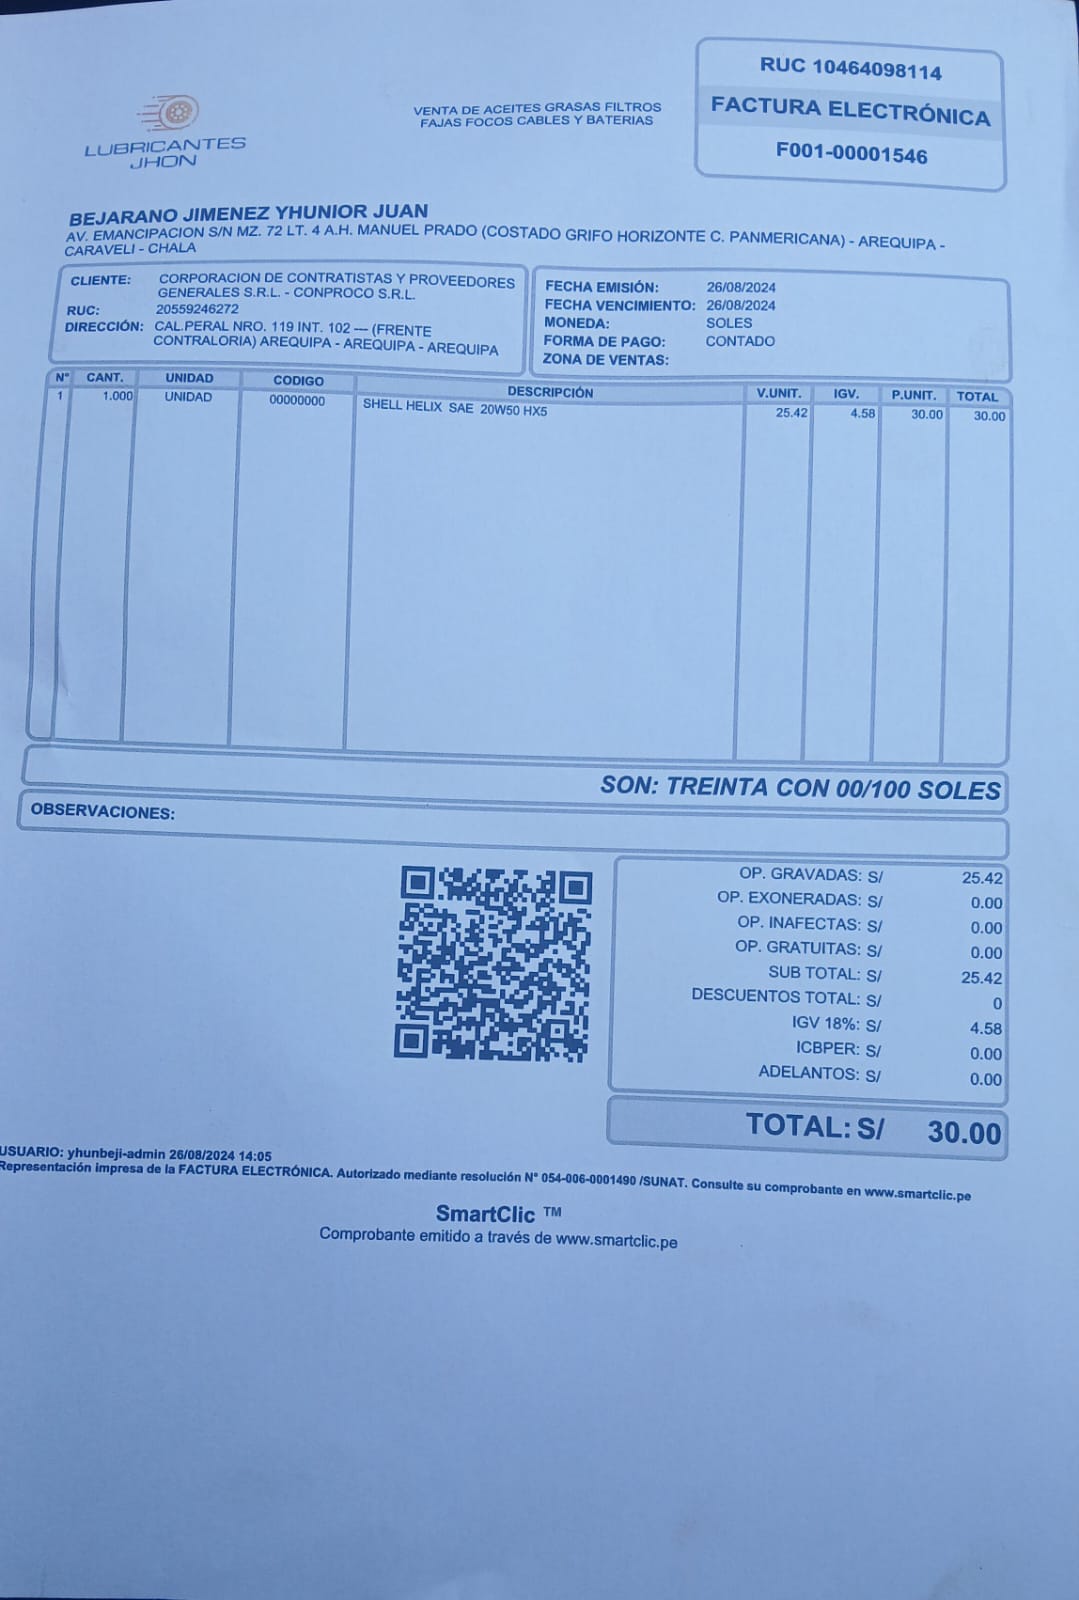 LUBRICANTES
JHON
VENTA DE ACEITES GRASAS FILTROS
FAJAS FOCOS CABLES Y BATERIAS
RUC 10464098114
FACTURA ELECTRÓNICA
F001-00001546
BEJARANO JIMENEZ YHUNIOR JUAN
AV. EMANCIPACION S/N MZ. 72 LT. 4 A.H. MANUEL PRADO (COSTADO GRIFO HORIZONTE C. PANMERICANA) - AREQUIPA -
CARAVELI - CHALA
CLIENTE: CORPORACION DE CONTRATISTAS Y PROVEEDORES
GENERALES S.R.L. - CONPROCO S.R.L.
RUC: 20559246272
DIRECCIÓN: CAL.PERAL NRO. 119 INT. 102 --- (FRENTE
CONTRALORIA) AREQUIPA - AREQUIPA - AREQUIPA
FECHA EMISIÓN: 26/08/2024
FECHA VENCIMIENTO: 26/08/2024
MONEDA: SOLES
FORMA DE PAGO: CONTADO
ZONA DE VENTAS:
N° CANT. UNIDAD CODIGO DESCRIPCIÓN V.UNIT. IGV. P.UNIT. TOTAL
1 1.000 UNIDAD 00000000 SHELL HELIX SAE 20W50 HX5 25.42 4.58 30.00 30.00
SON: TREINTA CON 00/100 SOLES
OBSERVACIONES:
OP. GRAVADAS: S/ 25.42
OP. EXONERADAS: S/ 0.00
OP. INAFECTAS: S/ 0.00
OP. GRATUITAS: S/ 0.00
SUB TOTAL: S/ 25.42
DESCUENTOS TOTAL: S/ 0
IGV 18%: S/ 4.58
ICBPER: S/ 0.00
ADELANTOS: S/ 0.00
TOTAL: S/ 30.00
USUARIO: yhunbeji-admin 26/08/2024 14:05
Representación impresa de la FACTURA ELECTRÓNICA. Autorizado mediante resolución N° 054-006-0001490 /SUNAT. Consulte su comprobante en www.smartclic.pe
SmartClic ™
Comprobante emitido a través de www.smartclic.pe